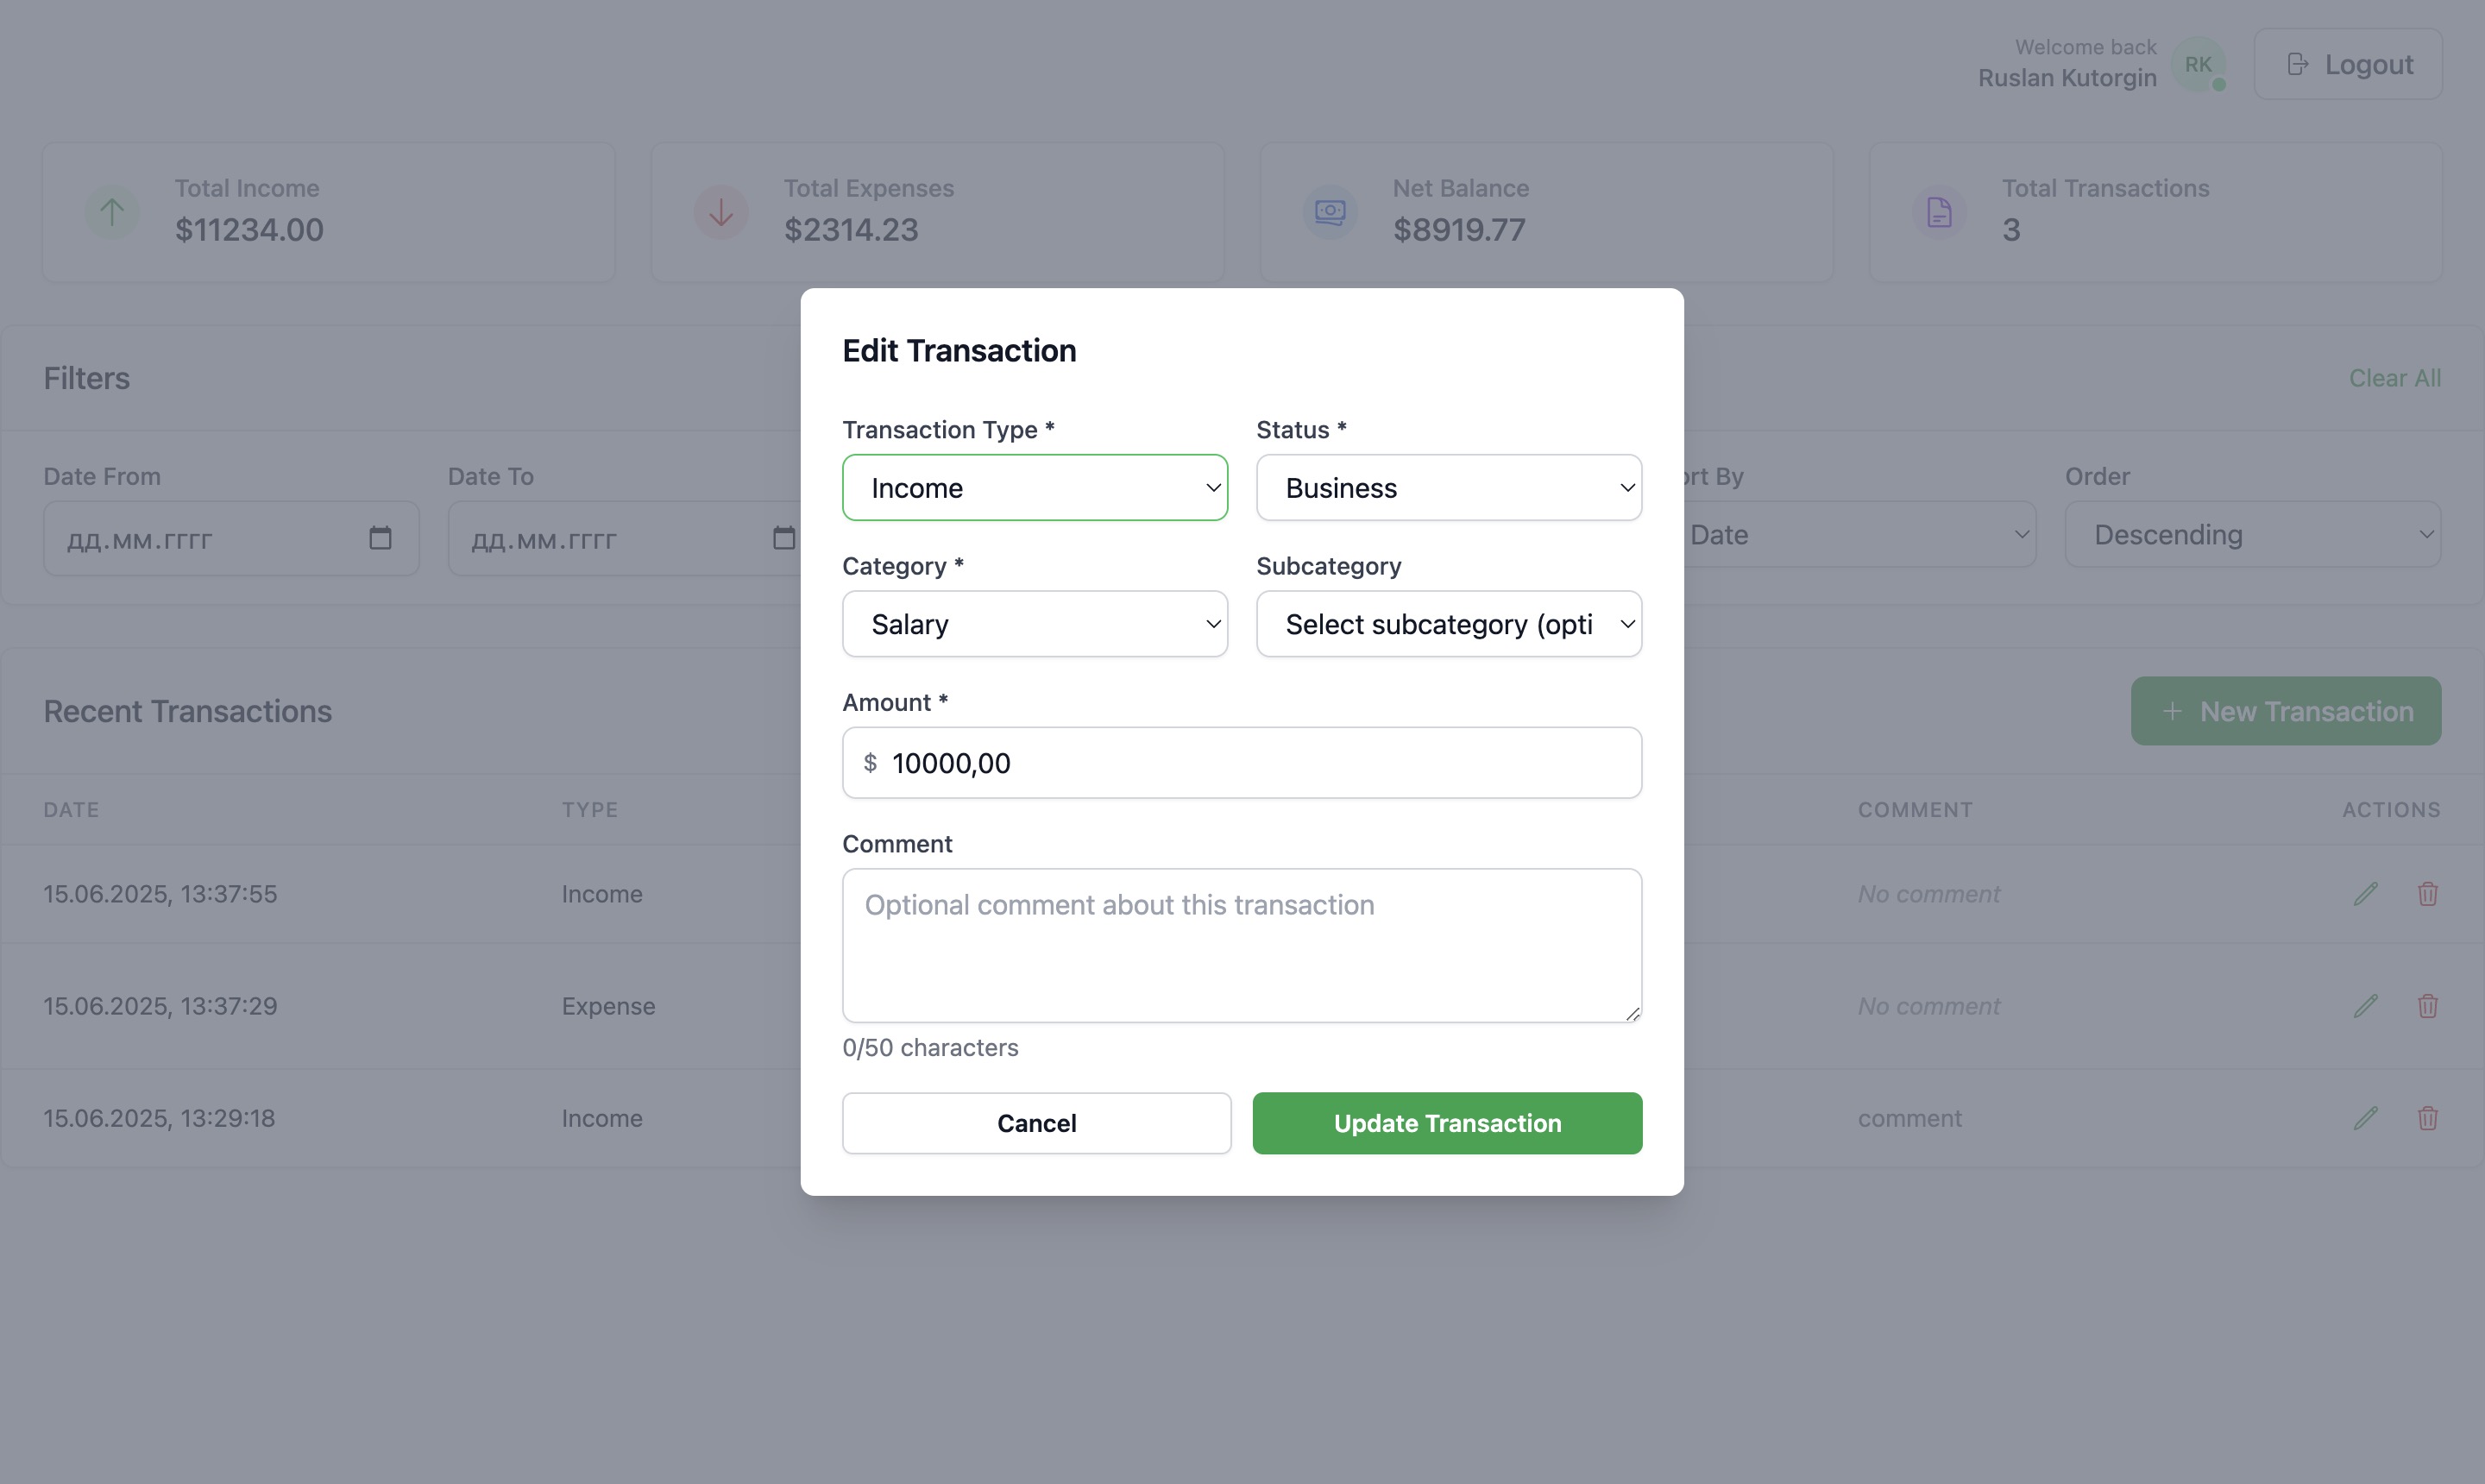 Welcome back
Ruslan Kutorgin
RK
Logout
Total Income
$11234.00
Total Expenses
$2314.23
Net Balance
$8919.77
Total Transactions
3
Filters
Clear All
Date From
Date To
ort By
Order
дд.мм.гггг
дд.мм.гггг
Date
Descending
Recent Transactions
New Transaction
DATE
TYPE
COMMENT
ACTIONS
15.06.2025, 13:37:55
Income
No comment
15.06.2025, 13:37:29
Expense
No comment
15.06.2025, 13:29:18
Income
comment
Edit Transaction
Transaction Type *
Status *
Income
Business
Category *
Subcategory
Salary
Select subcategory (opti
Amount *
$ 10000,00
Comment
Optional comment about this transaction
0/50 characters
Cancel
Update Transaction